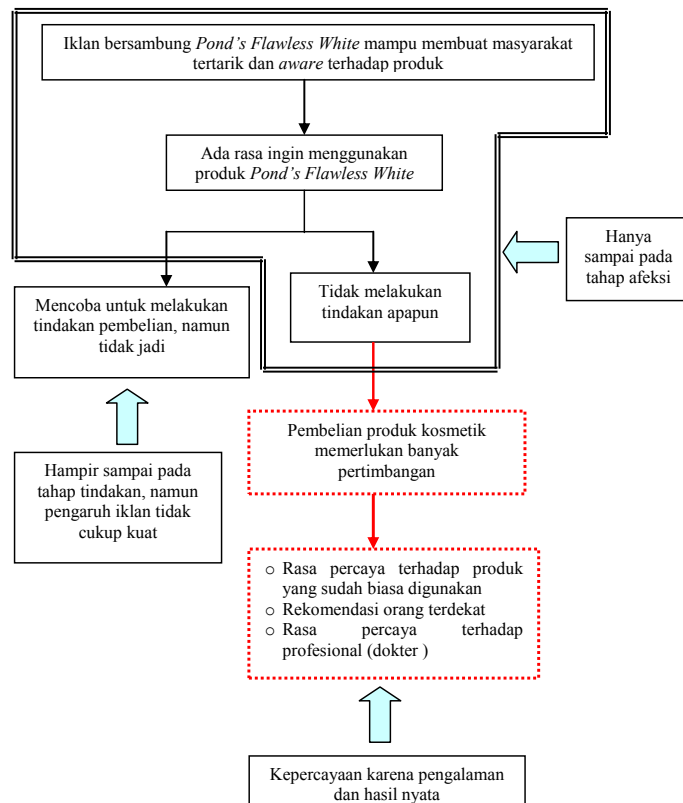 Iklan bersambung Pond's Flawless White mampu membuat masyarakat
tertarik dan aware terhadap produk
Ada rasa ingin menggunakan
produk Pond's Flawless White
Hanya
sampai pada
tahap afeksi
Mencoba untuk melakukan
tindakan pembelian, namun
tidak jadi
Tidak melakukan
tindakan apapun
Pembelian produk kosmetik
memerlukan banyak
pertimbangan
Hampir sampai pada
tahap tindakan, namun
pengaruh iklan tidak
cukup kuat
o Rasa percaya terhadap produk
yang sudah biasa digunakan
o Rekomendasi orang terdekat
o Rasa percaya terhadap
profesional (dokter )
Kepercayaan karena pengalaman
dan hasil nyata